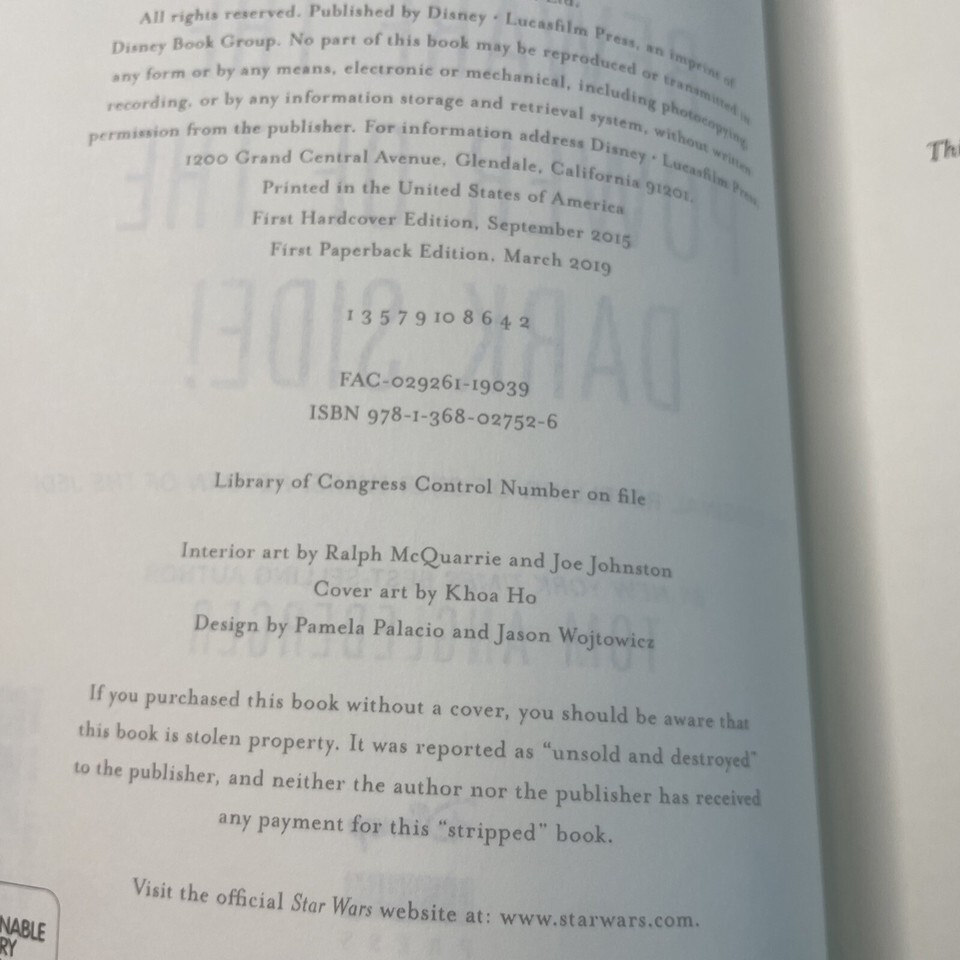 Ltd.
All rights reserved. Published by Disney • Lucasfilm Press, an imprint of
Disney Book Group. No part of this book may be reproduced or transmitted in
any form or by any means, electronic or mechanical, including photocopying,
recording, or by any information storage and retrieval system, without written
permission from the publisher. For information address Disney • Lucasfilm Press,
1200 Grand Central Avenue, Glendale, California 91201.
Printed in the United States of America
First Hardcover Edition, September 2015
First Paperback Edition, March 2019
1 3 5 7 9 10 8 6 4 2
FAC-029261-19039
ISBN 978-1-368-02752-6
Library of Congress Control Number on file
Interior art by Ralph McQuarrie and Joe Johnston
Cover art by Khoa Ho
Design by Pamela Palacio and Jason Wojtowicz
If you purchased this book without a cover, you should be aware that
this book is stolen property. It was reported as “unsold and destroyed”
to the publisher, and neither the author nor the publisher has received
any payment for this “stripped” book.
Visit the official Star Wars website at: www.starwars.com.
NABLE
RY
Thi